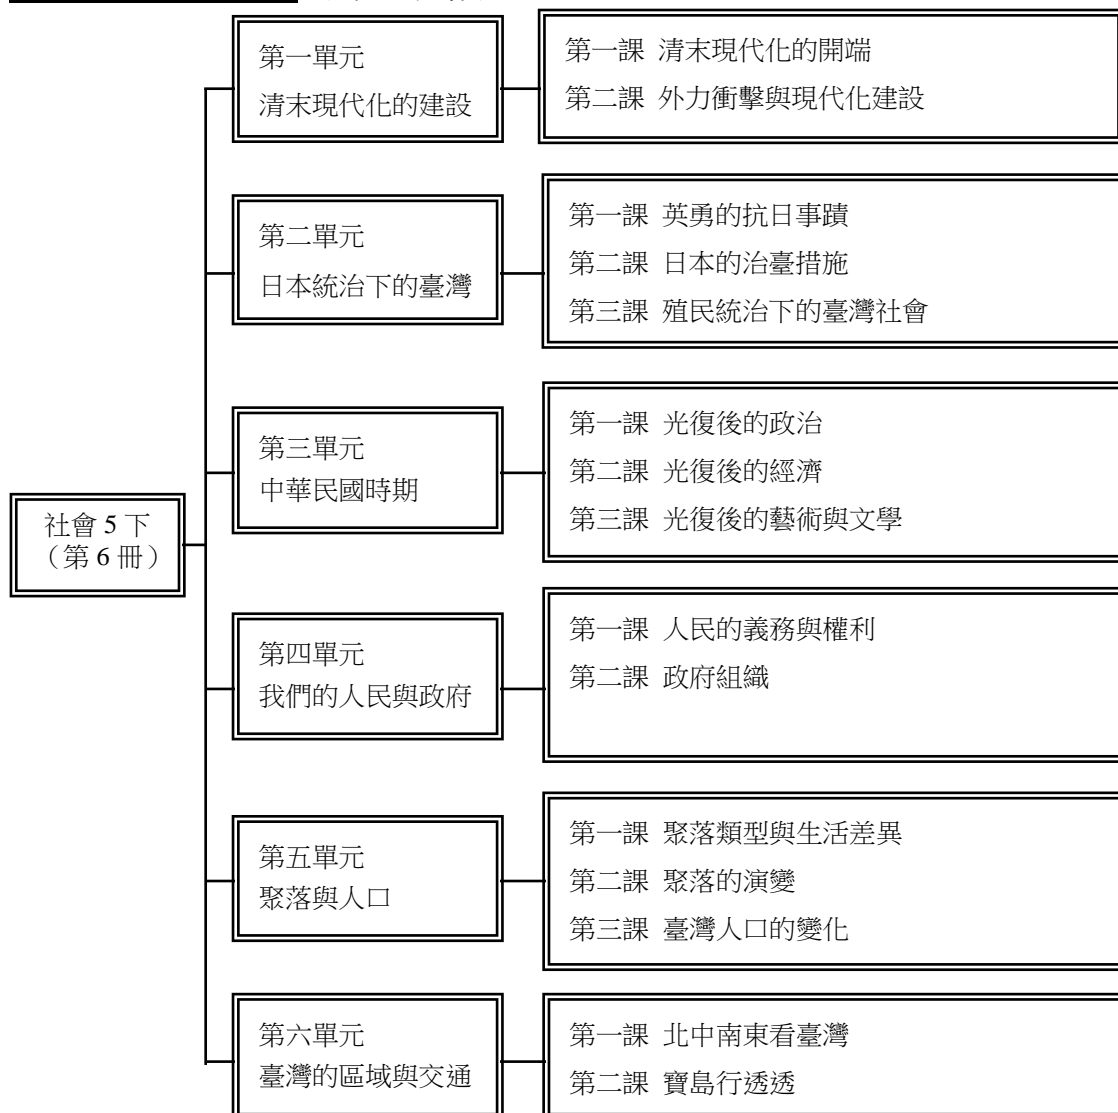 第一單元
清末現代化的建設
第一課 清末現代化的開端
第二課 外力衝擊與現代化建設
第二單元
日本統治下的臺灣
第一課 英勇的抗日事蹟
第二課 日本的治臺措施
第三課 殖民統治下的臺灣社會
第三單元
中華民國時期
第一課 光復後的政治
第二課 光復後的經濟
第三課 光復後的藝術與文學
社會 5 下
（第 6 冊）
第四單元
我們的人民與政府
第一課 人民的義務與權利
第二課 政府組織
第五單元
聚落與人口
第一課 聚落類型與生活差異
第二課 聚落的演變
第三課 臺灣人口的變化
第六單元
臺灣的區域與交通
第一課 北中南東看臺灣
第二課 寶島行透透